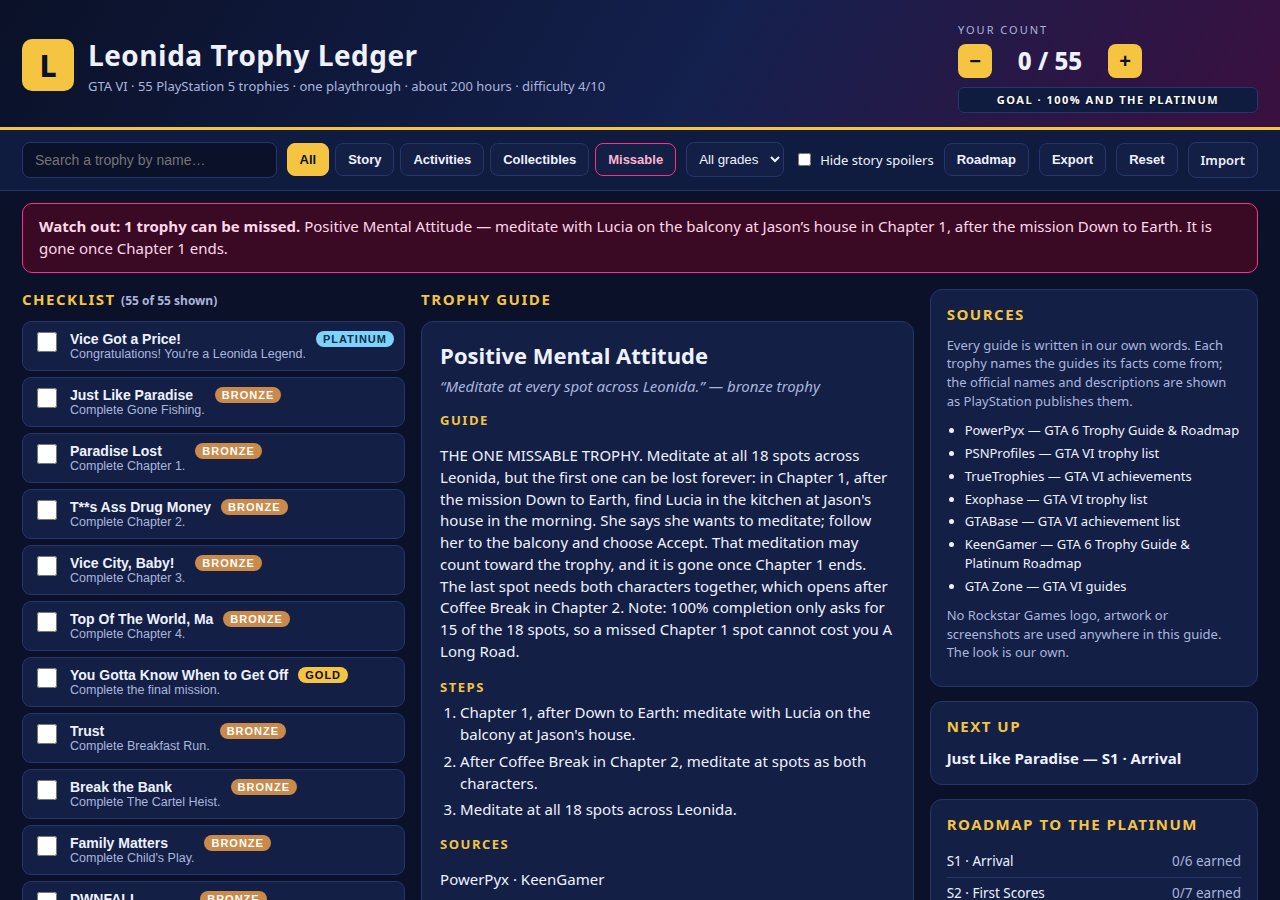 L
Leonida Trophy Ledger
GTA VI · 55 PlayStation 5 trophies · one playthrough · about 200 hours · difficulty 4/10
YOUR COUNT
− 0 / 55 +
GOAL · 100% AND THE PLATINUM
Search a trophy by name…
All
Story
Activities
Collectibles
Missable
All grades
Hide story spoilers
Roadmap
Export
Reset
Import
Watch out: 1 trophy can be missed. Positive Mental Attitude — meditate with Lucia on the balcony at Jason’s house in Chapter 1, after the mission Down to Earth. It is
gone once Chapter 1 ends.
CHECKLIST (55 of 55 shown)
Vice Got a Price! PLATINUM
Congratulations! You're a Leonida Legend.
Just Like Paradise BRONZE
Complete Gone Fishing.
Paradise Lost BRONZE
Complete Chapter 1.
T**s Ass Drug Money BRONZE
Complete Chapter 2.
Vice City, Baby! BRONZE
Complete Chapter 3.
Top Of The World, Ma BRONZE
Complete Chapter 4.
You Gotta Know When to Get Off GOLD
Complete the final mission.
Trust BRONZE
Complete Breakfast Run.
Break the Bank BRONZE
Complete The Cartel Heist.
Family Matters BRONZE
Complete Child's Play.
DWNFALL BRONZE
TROPHY GUIDE
Positive Mental Attitude
“Meditate at every spot across Leonida.” — bronze trophy
GUIDE
THE ONE MISSABLE TROPHY. Meditate at all 18 spots across
Leonida, but the first one can be lost forever: in Chapter 1, after
the mission Down to Earth, find Lucia in the kitchen at Jason's
house in the morning. She says she wants to meditate; follow
her to the balcony and choose Accept. That meditation may
count toward the trophy, and it is gone once Chapter 1 ends.
The last spot needs both characters together, which opens after
Coffee Break in Chapter 2. Note: 100% completion only asks for
15 of the 18 spots, so a missed Chapter 1 spot cannot cost you A
Long Road.
STEPS
1. Chapter 1, after Down to Earth: meditate with Lucia on the
balcony at Jason's house.
2. After Coffee Break in Chapter 2, meditate at spots as both
characters.
3. Meditate at all 18 spots across Leonida.
SOURCES
PowerPyx · KeenGamer
SOURCES
Every guide is written in our own words. Each
trophy names the guides its facts come from;
the official names and descriptions are shown
as PlayStation publishes them.
• PowerPyx — GTA 6 Trophy Guide & Roadmap
• PSNProfiles — GTA VI trophy list
• TrueTrophies — GTA VI achievements
• Exophase — GTA VI trophy list
• GTABase — GTA VI achievement list
• KeenGamer — GTA 6 Trophy Guide &
Platinum Roadmap
• GTA Zone — GTA VI guides
No Rockstar Games logo, artwork or
screenshots are used anywhere in this guide.
The look is our own.
NEXT UP
Just Like Paradise — S1 · Arrival
ROADMAP TO THE PLATINUM
S1 · Arrival 0/6 earned
S2 · First Scores 0/7 earned